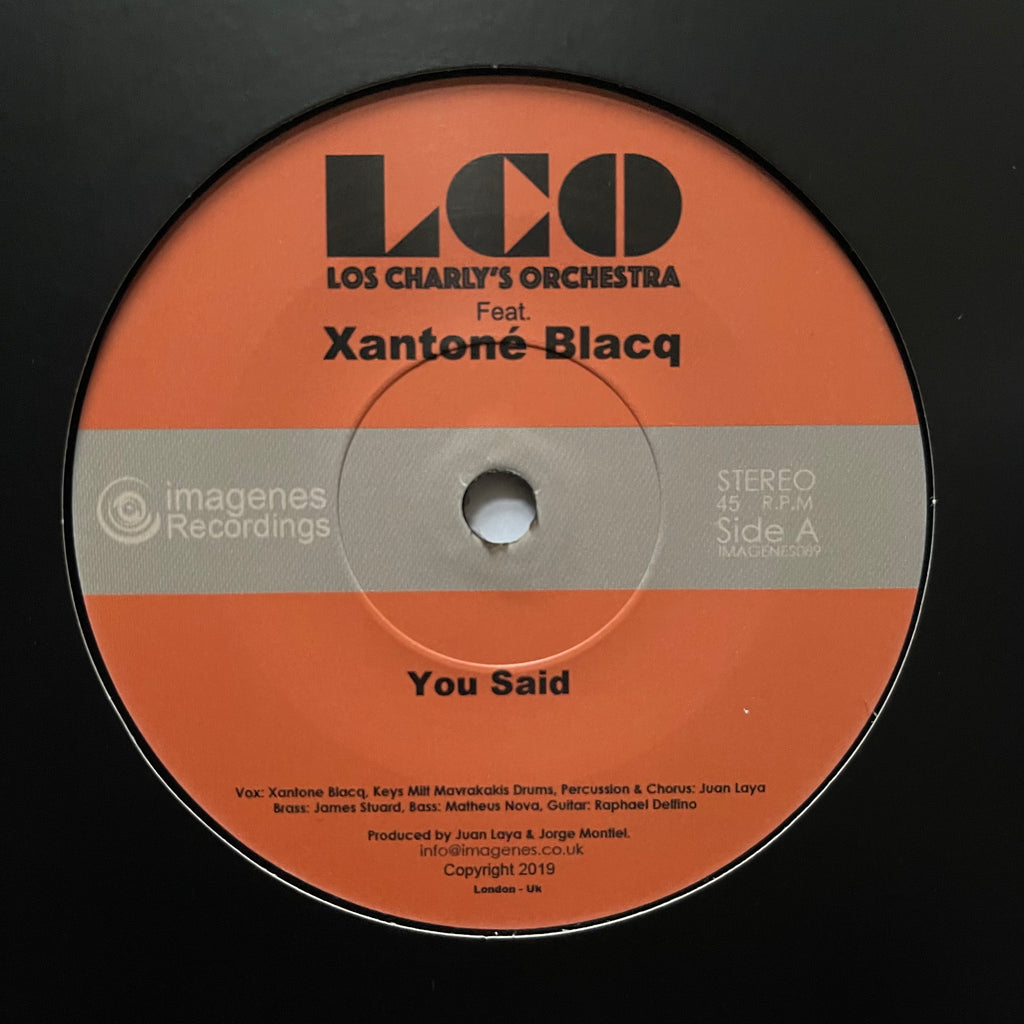 LCO
LOS CHARLY'S ORCHESTRA
Feat.
Xantoné Blacq
imagenes
Recordings
STEREO
45 R.P.M
Side A
IMAGENES089
You Said
Vox: Xantone Blacq, Keys Milt Mavrakakis Drums, Percussion & Chorus: Juan Laya
Brass: James Stuard, Bass: Matheus Nova, Guitar: Raphael Delfino
Produced by Juan Laya & Jorge Montiel.
info@imagenes.co.uk
Copyright 2019
London - Uk